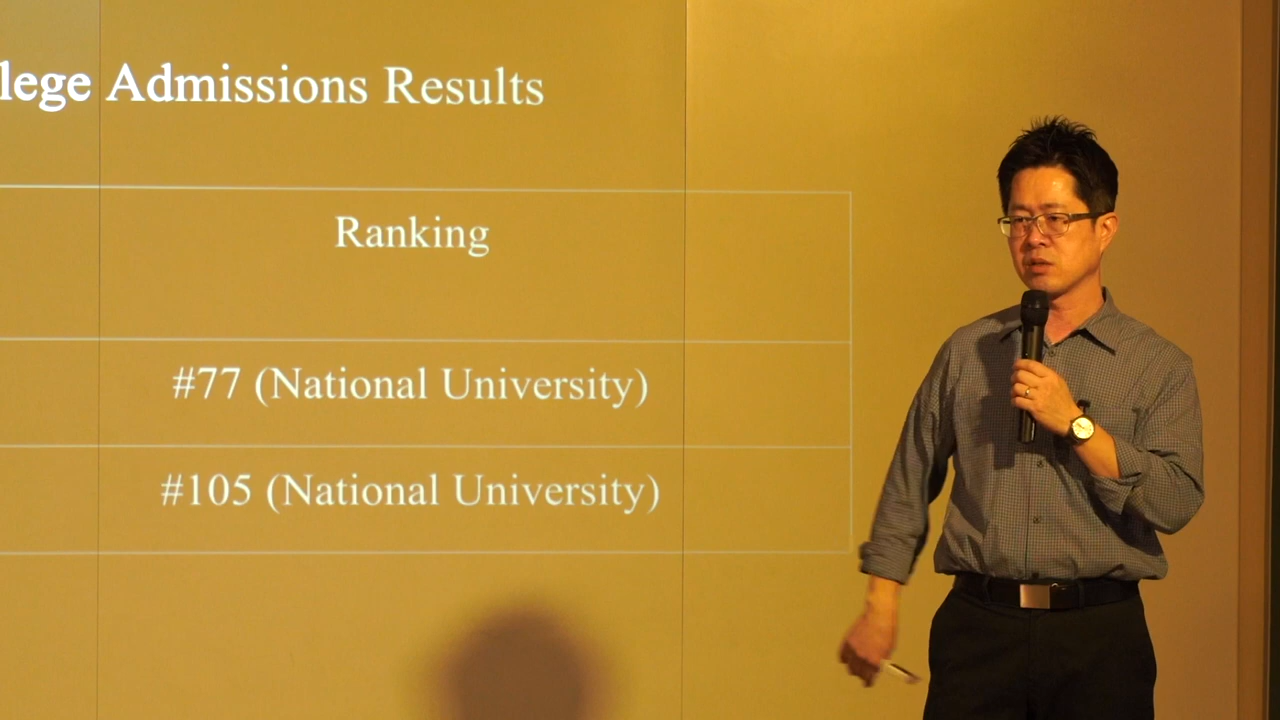 lege Admissions Results
Ranking
#77 (National University)
#105 (National University)